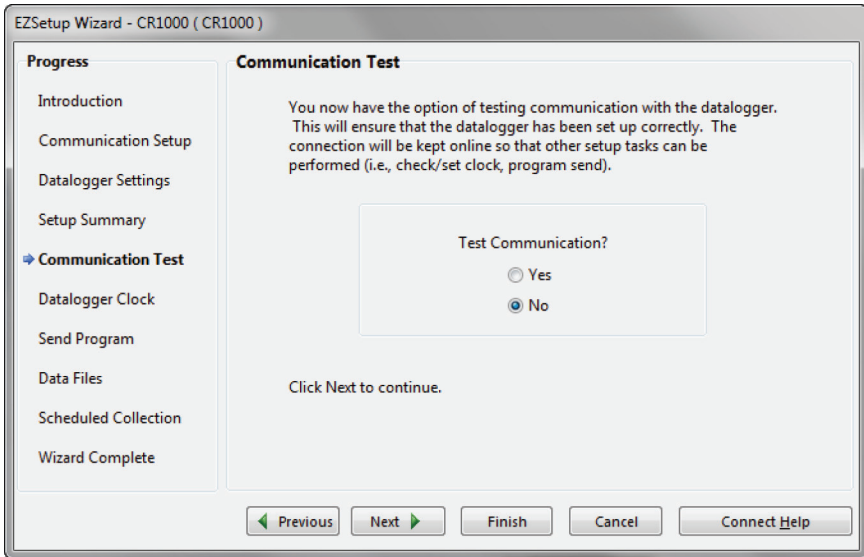 EZSetup Wizard - CR1000 ( CR1000 )
Progress
Introduction
Communication Setup
Datalogger Settings
Setup Summary
Communication Test
Datalogger Clock
Send Program
Data Files
Scheduled Collection
Wizard Complete
Communication Test
You now have the option of testing communication with the datalogger.
This will ensure that the datalogger has been set up correctly. The
connection will be kept online so that other setup tasks can be
performed (i.e., check/set clock, program send).
Test Communication?
Yes
No
Click Next to continue.
Previous Next Finish Cancel Connect Help